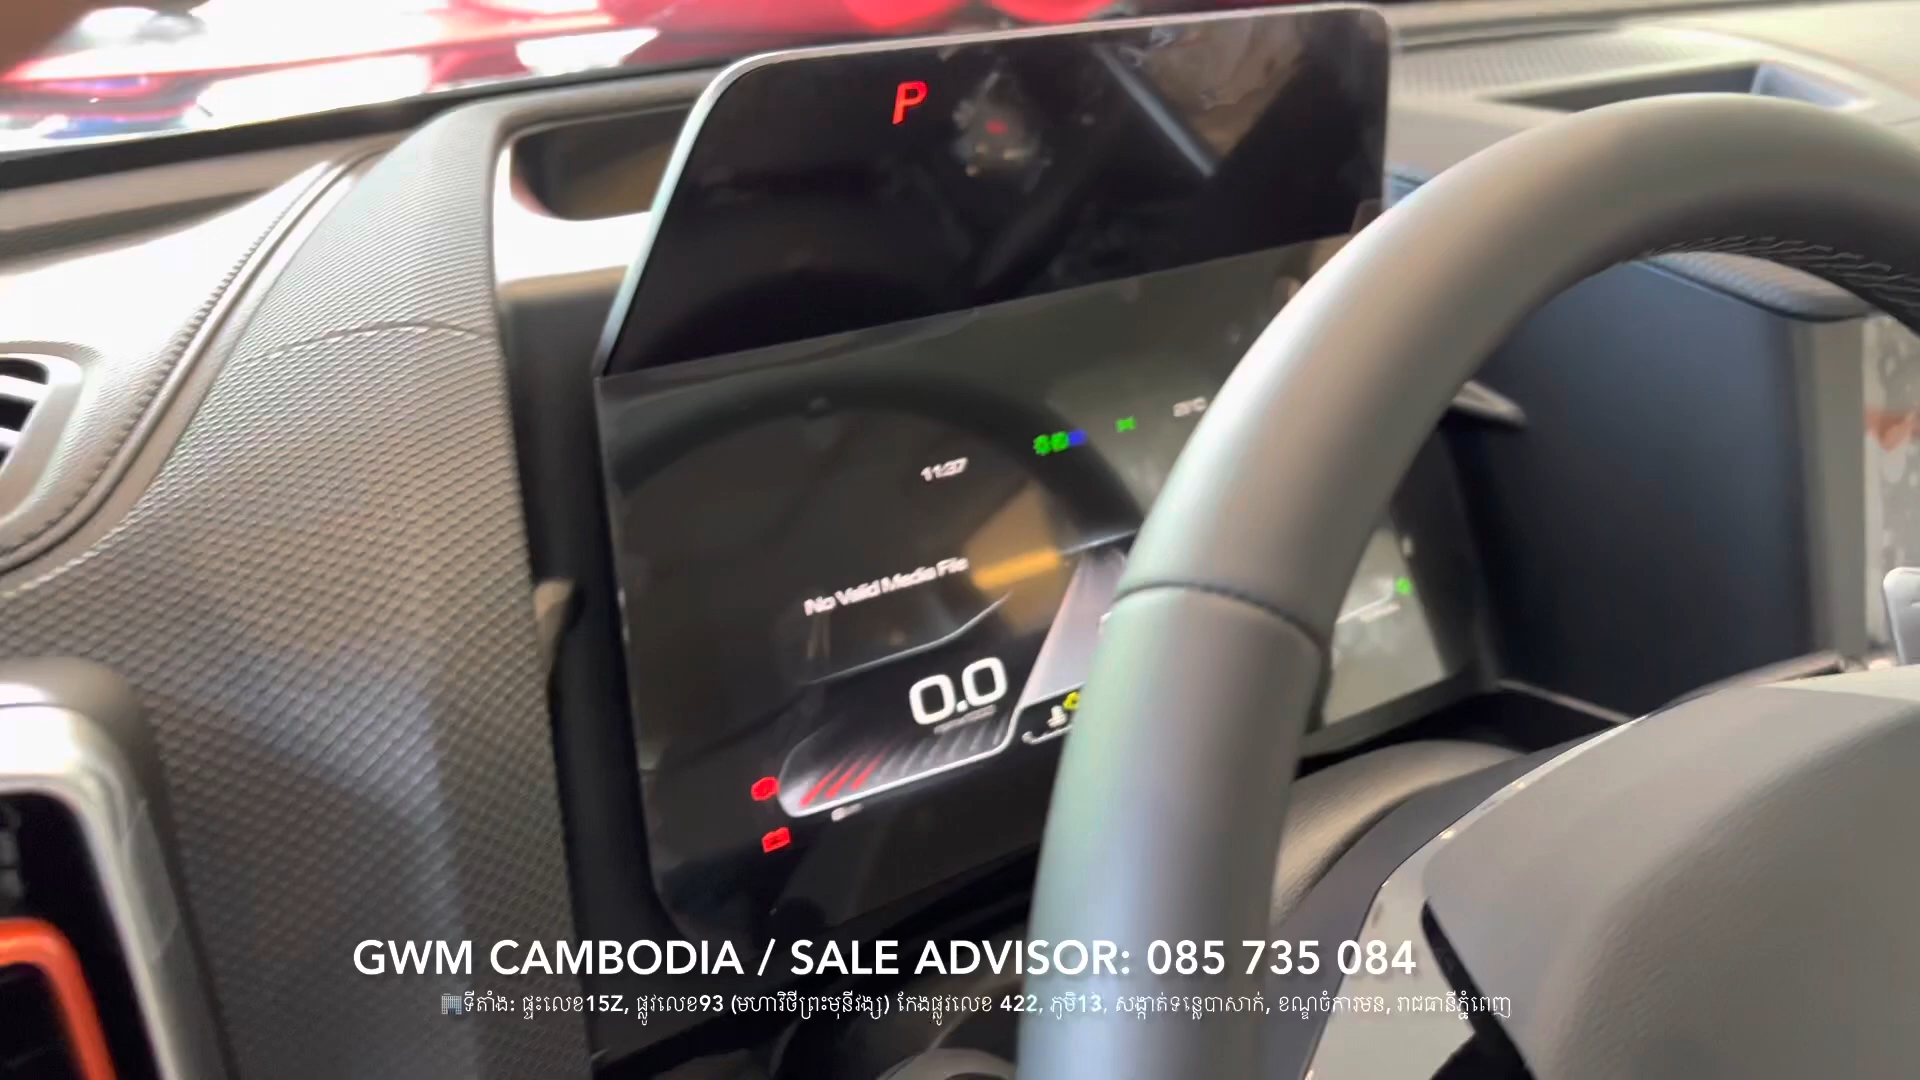 P
11:37
No Valid Media File
0.0
GWM CAMBODIA / SALE ADVISOR: 085 735 084
ទីតាំង: ផ្ទះលេខ15Z, ផ្លូវលេខ93 (មហាវិថីព្រះមុនីវង្ស) កែងផ្លូវលេខ 422, ភូមិ13, សង្កាត់ទន្លេបាសាក់, ខណ្ឌចំការមន, រាជធានីភ្នំពេញ